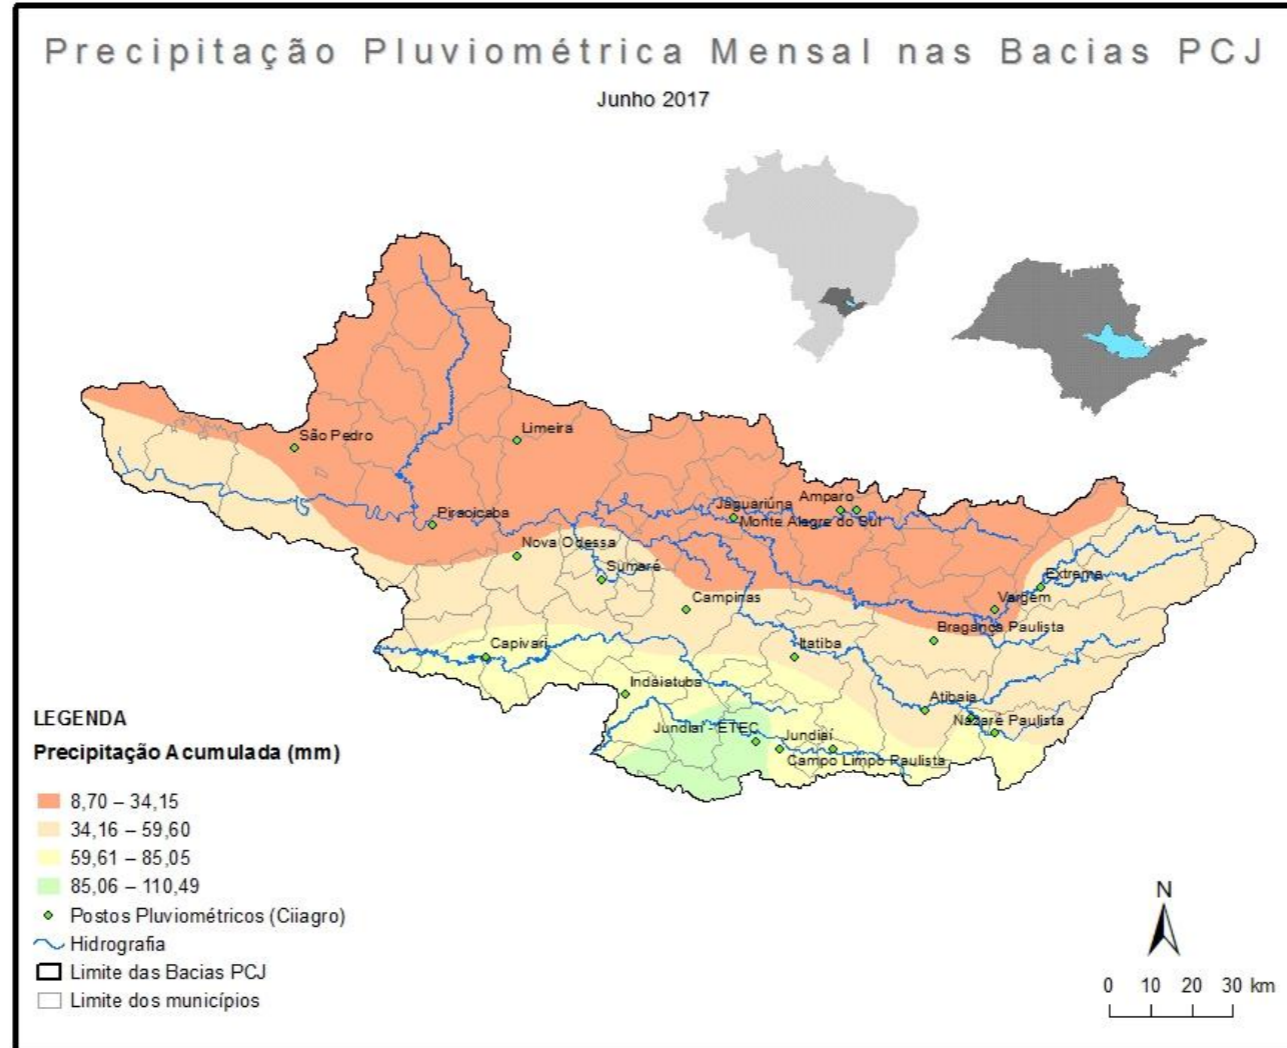 Precipitação Pluviométrica Mensal nas Bacias PCJ
Junho 2017
São Pedro
Limeira
Piracicaba
Jaguariúna
Amparo
Monte Alegre do Sul
Nova Odessa
Sumaré
Extrema
Campinas
Vargem
Bragança Paulista
Capivari
Itatiba
Indaiatuba
Atibaia
Nazaré Paulista
Jundiaí - ETEC
Jundiaí
Campo Limpo Paulista
LEGENDA
Precipitação Acumulada (mm)
8,70 – 34,15
34,16 – 59,60
59,61 – 85,05
85,06 – 110,49
Postos Pluviométricos (Ciiagro)
Hidrografia
Limite das Bacias PCJ
Limite dos municípios
N
0 10 20 30 km